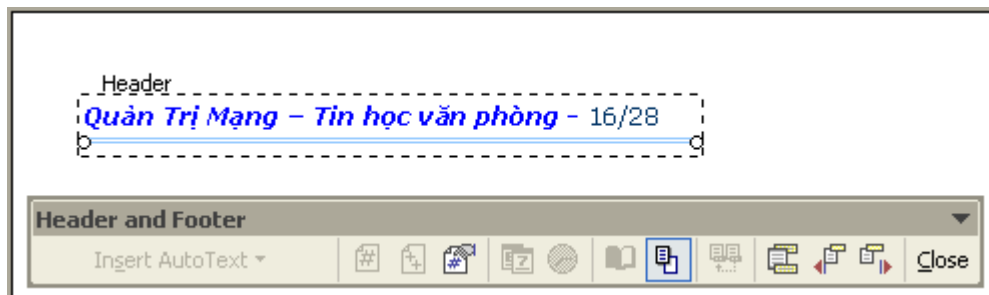 Header
Quản Trị Mạng – Tin học văn phòng - 16/28
Header and Footer
Insert AutoText
Close